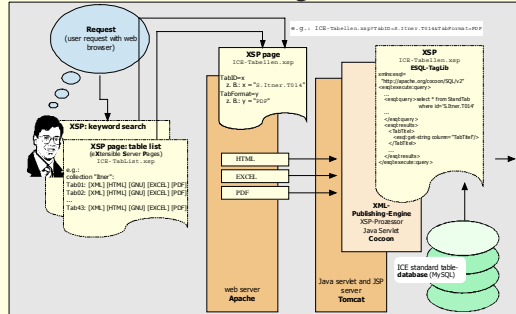 Request
(user request with web
browser)
e.g.: ICE-Tabellen.xsp?TabID=S.Itner.T014&TabFormat=PDF
XSP: keyword search
XSP page: table list
(eXtensible Server Pages)
ICE-TabList.xsp
e.g.:
collection "Itner":
Tab01: [XML] [HTML] [GNU] [EXCEL] [PDF]
Tab02: [XML] [HTML] [GNU] [EXCEL] [PDF]
...
Tab43: [XML] [HTML] [GNU] [EXCEL] [PDF]
XSP page
ICE-Tabellen.xsp
TabID=x
z. B.: x = "S.Itner.T014"
TabFormat=y
z. B.: y = "PDF"
HTML
EXCEL
PDF
web server
Apache
XSP
ICE-Tabellen.xsp
ESQL-TagLib
xmlns:esql=
"http://apache.org/cocoon/SQL/v2"
<esql:execute:query>
...
<esql:query>select * from StandTab
where id='S.Itner.T014'
</esql:query>
<esql:results>
<TabTitel>
<esql:get-string column="TabTitel"/>
</TabTitel>
...
</esql:results>
</esql:execute:query>
XML-
Publishing-Engine
XSP-Prozessor
Java Servlet
Cocoon
Java servlet and JSP
server
Tomcat
ICE standard table-
database (MySQL)